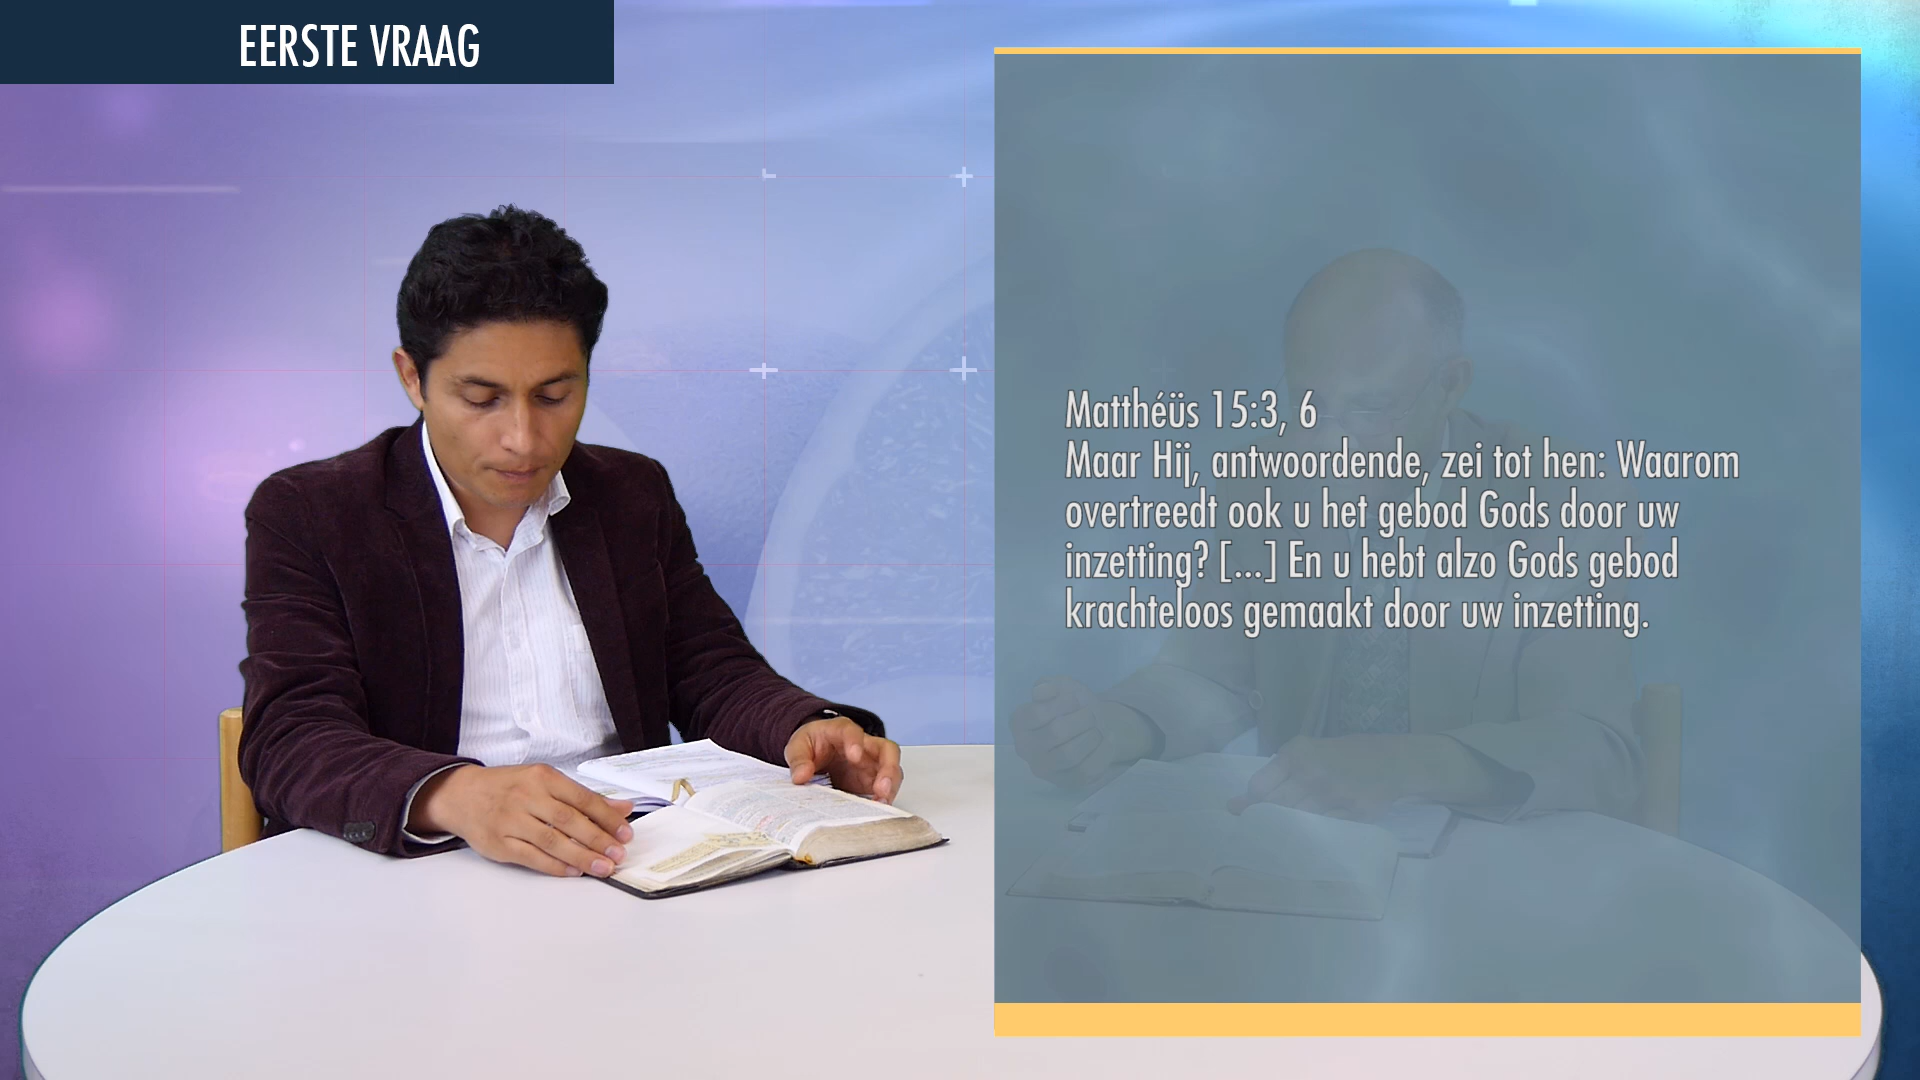 EERSTE VRAAG
Matthéüs 15:3, 6
Maar Hij, antwoordende, zei tot hen: Waarom
overtreedt ook u het gebod Gods door uw
inzetting? [...] En u hebt alzo Gods gebod
krachteloos gemaakt door uw inzetting.